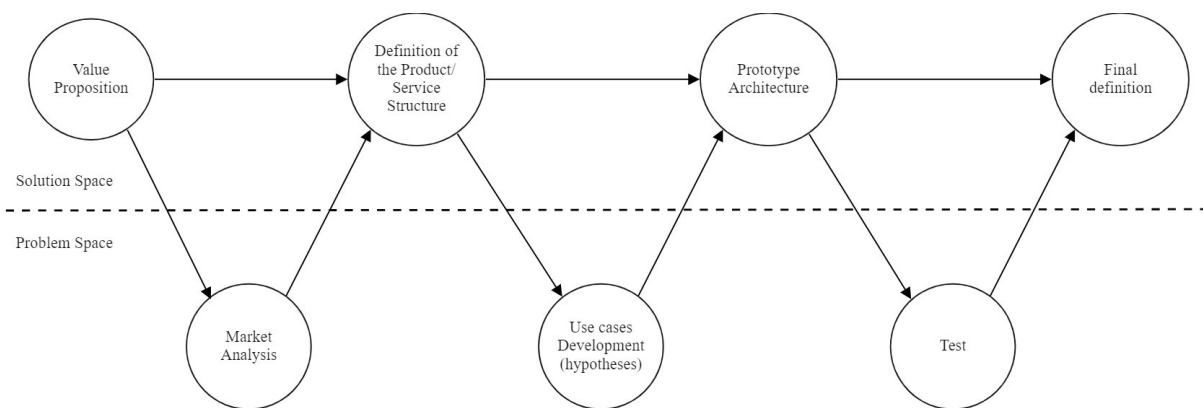 Value
Proposition
Definition of
the Product/
Service
Structure
Prototype
Architecture
Final
definition
Solution Space
Problem Space
Market
Analysis
Use cases
Development
(hypotheses)
Test